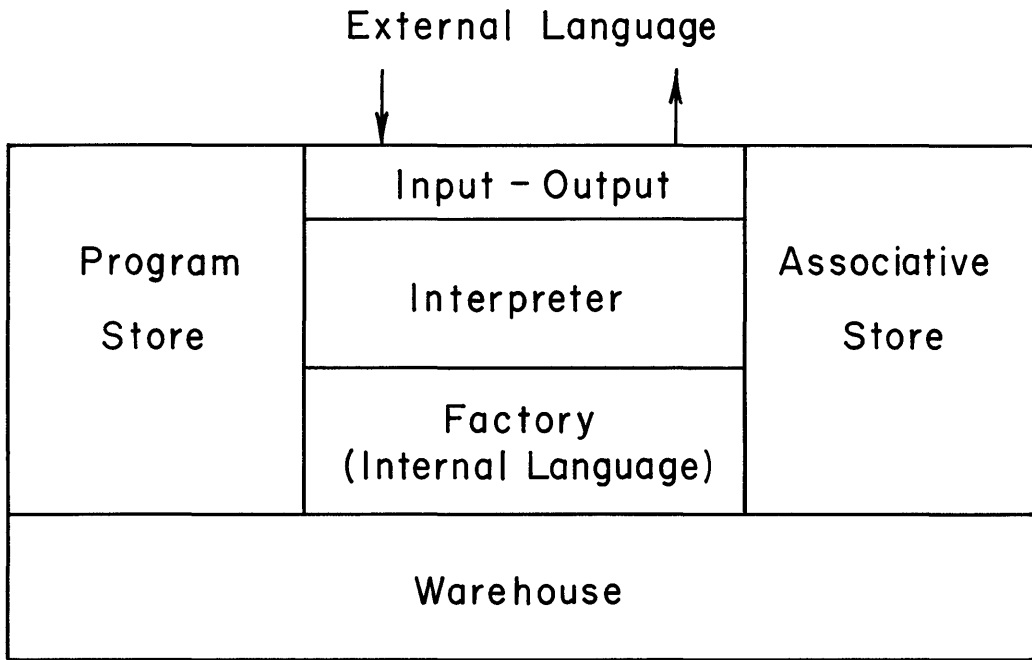 External Language
Input - Output
Program
Store
Interpreter
Associative
Store
Factory
(Internal Language)
Warehouse